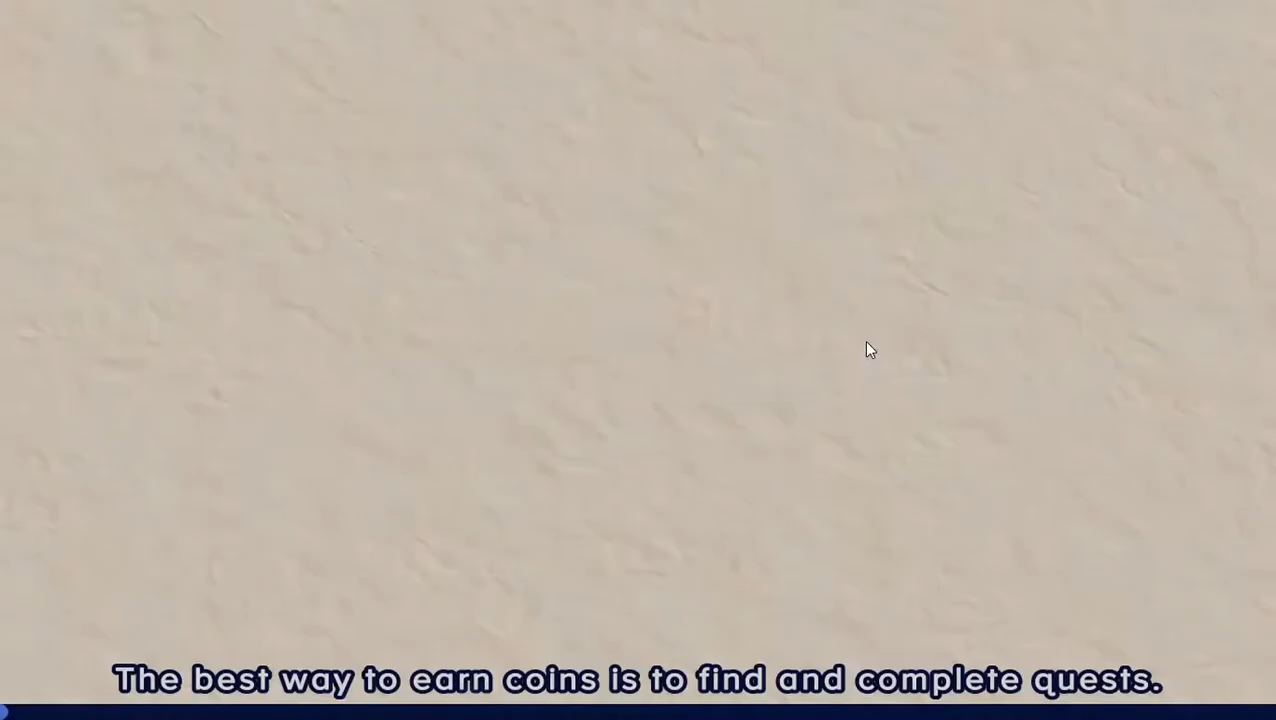 The best way to earn coins is to find and complete quests.